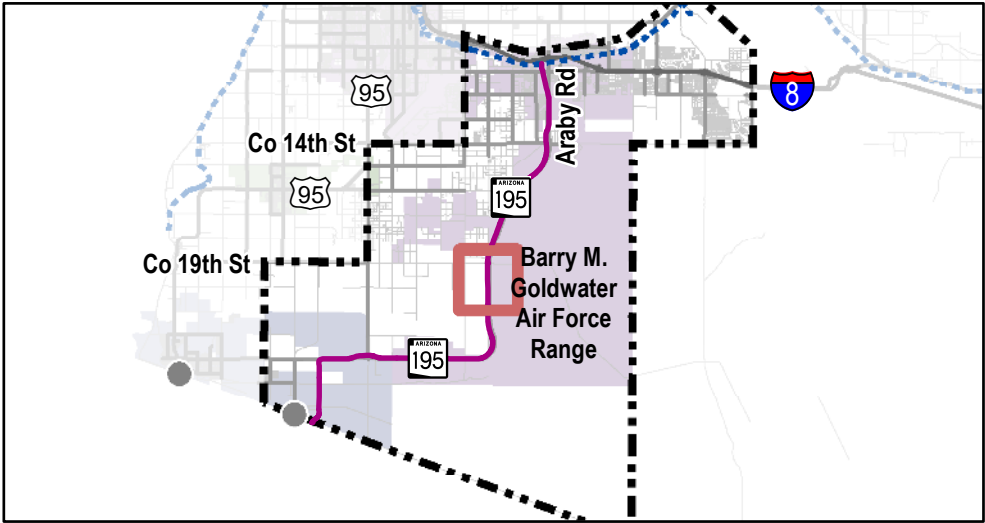 95
8
Araby Rd
Co 14th St
95
ARIZONA
195
Co 19th St
Barry M.
Goldwater
Air Force
Range
ARIZONA
195